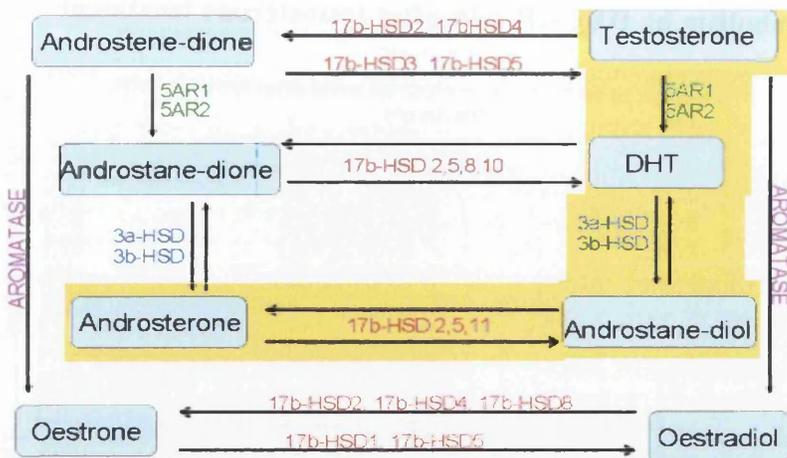 Androstene-dione
17b-HSD2, 17bHSD4
Testosterone
17b-HSD3 17b-HSD5
5AR1
5AR2
5AR1
5AR2
Androstane-dione
17b-HSD 2,5,8,10
DHT
AROMATASE
AROMATASE
3a-HSD
3b-HSD
3a-HSD
3b-HSD
Androsterone
17b-HSD 2,5,11
Androstane-diol
17b-HSD2, 17b-HSD4, 17b-HSD8
Oestrone
17b-HSD1, 17b-HSD5
Oestradiol